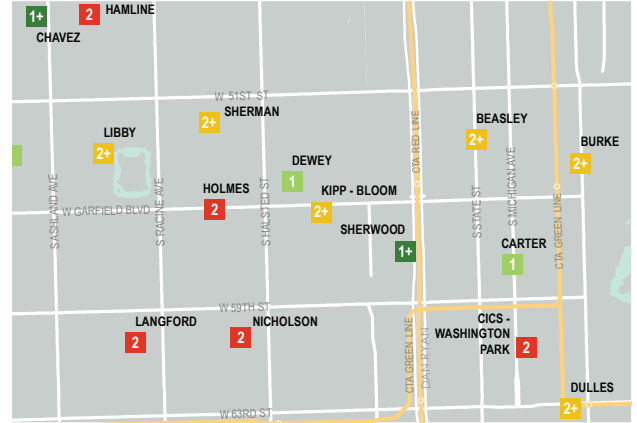 1+
2
HAMLINE
CHAVEZ
W 51ST ST
2+
SHERMAN
LIBBY
2+
BEASLEY
2+
BURKE
2+
CTA RED LINE
DEWEY
1
HOLMES
2
KIPP - BLOOM
2+
W GARFIELD BLVD
S ASHLAND AVE
S RACINE AVE
S HALSTED ST
S STATE ST
S MICHIGAN AVE
CTA GREEN LINE
SHERWOOD
1+
CARTER
1
W 59TH ST
LANGFORD
2
NICHOLSON
2
CTA GREEN LINE
DAN RYAN
CICS -
WASHINGTON
PARK
2
DULLES
2+
W 63RD ST